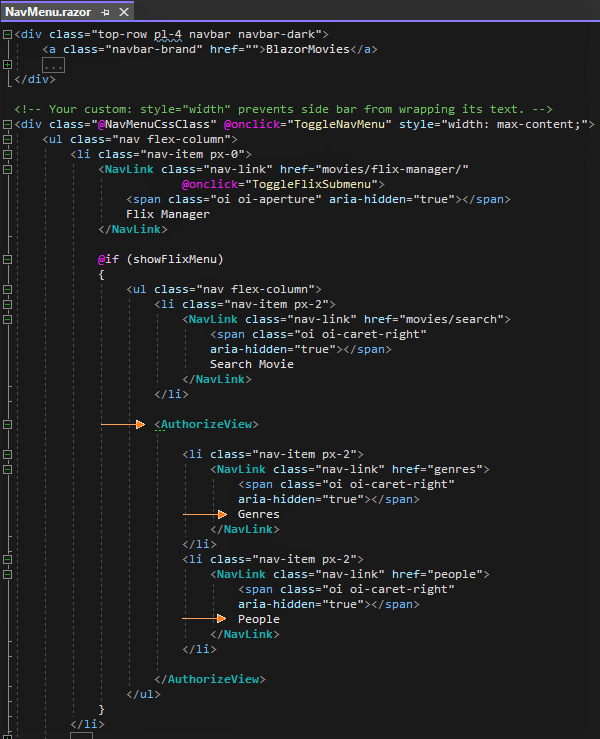 NavMenu.razor
<div class="top-row pl-4 navbar navbar-dark">
<a class="navbar-brand" href="">BlazorMovies</a>
...
</div>
<!-- Your custom: style="width" prevents side bar from wrapping its text. -->
<div class="@NavMenuCssClass" @onclick="ToggleNavMenu" style="width: max-content;">
<ul class="nav flex-column">
<li class="nav-item px-0">
<NavLink class="nav-link" href="movies/flix-manager/"
@onclick="ToggleFlixSubmenu">
<span class="oi oi-aperture" aria-hidden="true"></span>
Flix Manager
</NavLink>
@if (showFlixMenu)
{
<ul class="nav flex-column">
<li class="nav-item px-2">
<NavLink class="nav-link" href="movies/search">
<span class="oi oi-caret-right"
aria-hidden="true"></span>
Search Movie
</NavLink>
</li>
<AuthorizeView>
<li class="nav-item px-2">
<NavLink class="nav-link" href="genres">
<span class="oi oi-caret-right"
aria-hidden="true"></span>
Genres
</NavLink>
</li>
<li class="nav-item px-2">
<NavLink class="nav-link" href="people">
<span class="oi oi-caret-right"
aria-hidden="true"></span>
People
</NavLink>
</li>
</AuthorizeView>
</ul>
}
</li>